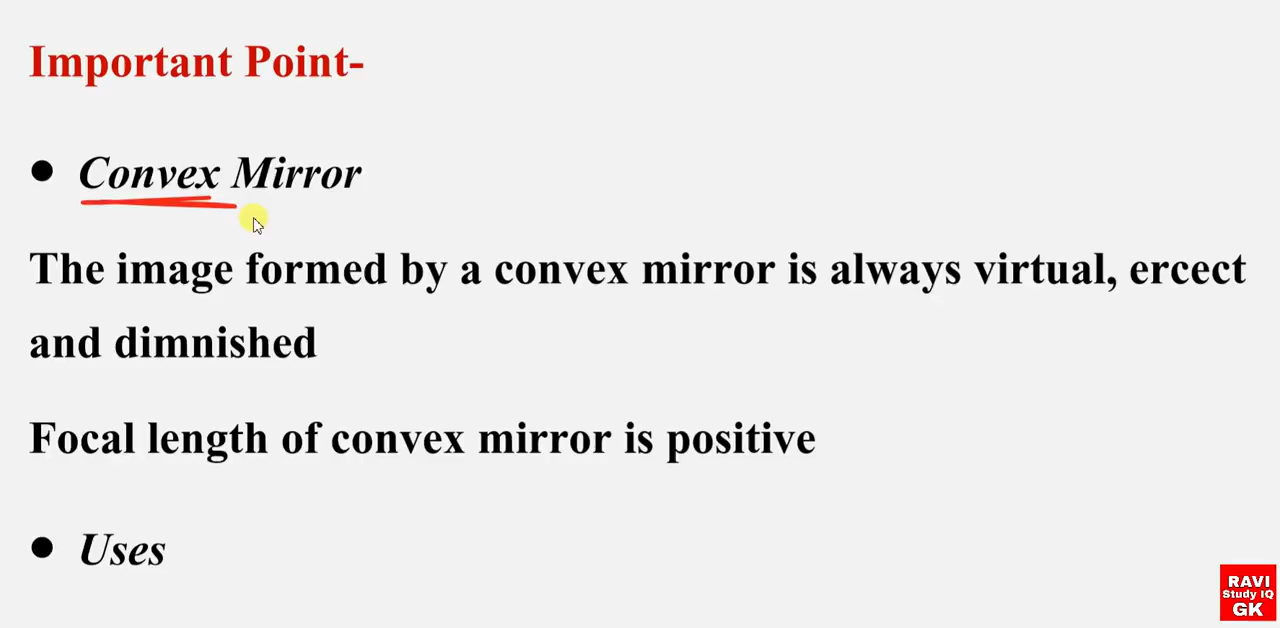 Important Point-
● Convex Mirror
The image formed by a convex mirror is always virtual, ercect
and dimnished
Focal length of convex mirror is positive
● Uses
RAVI
Study IQ
GK